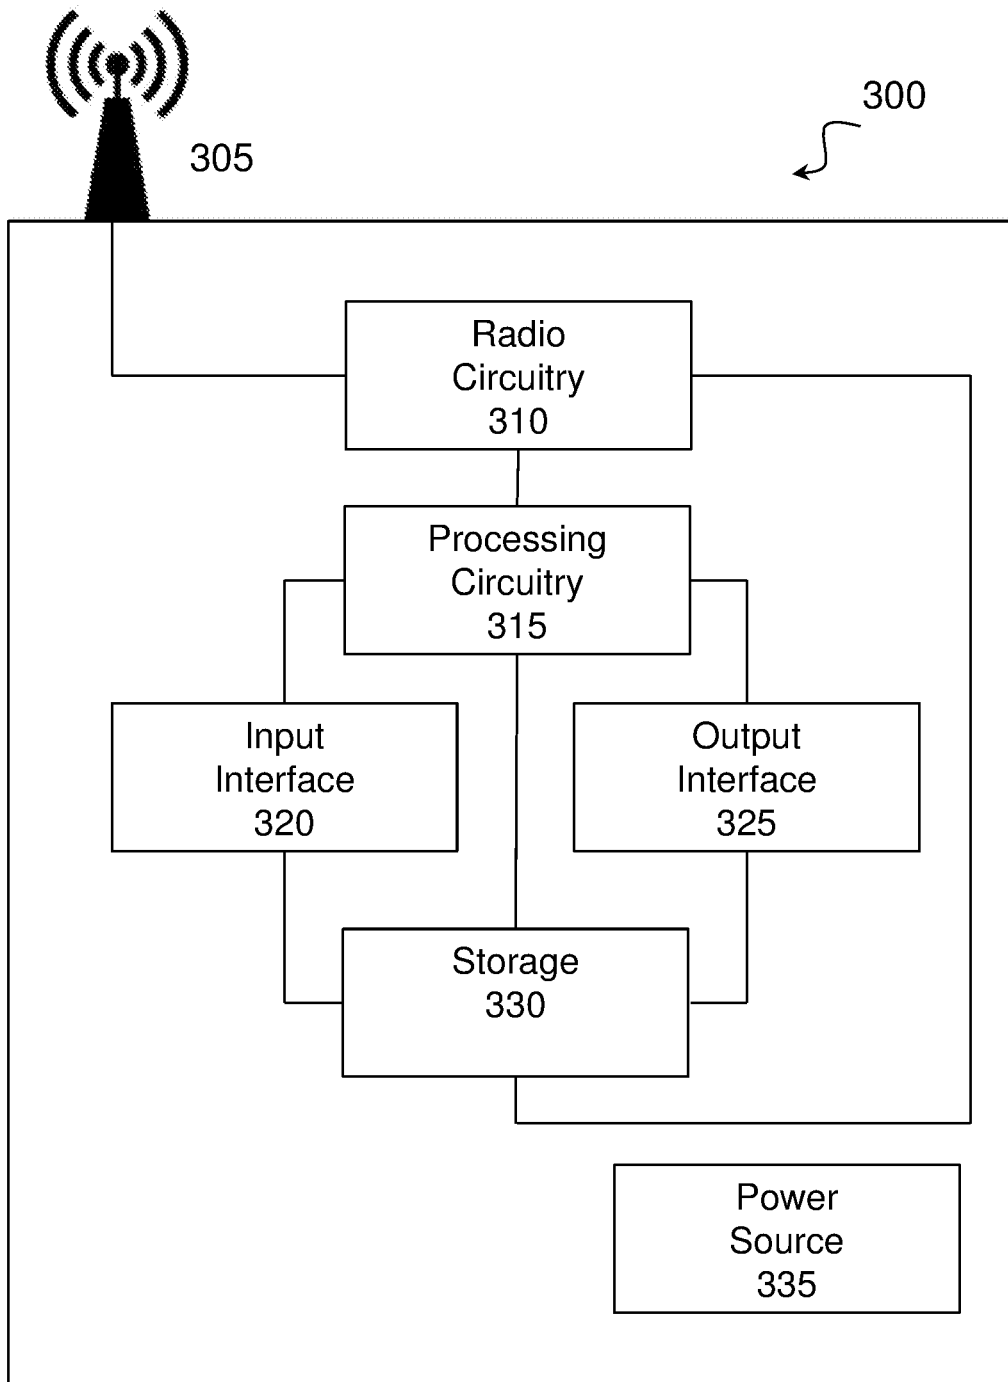 300
305
Radio
Circuitry
310
Processing
Circuitry
315
Input
Interface
320
Output
Interface
325
Storage
330
Power
Source
335